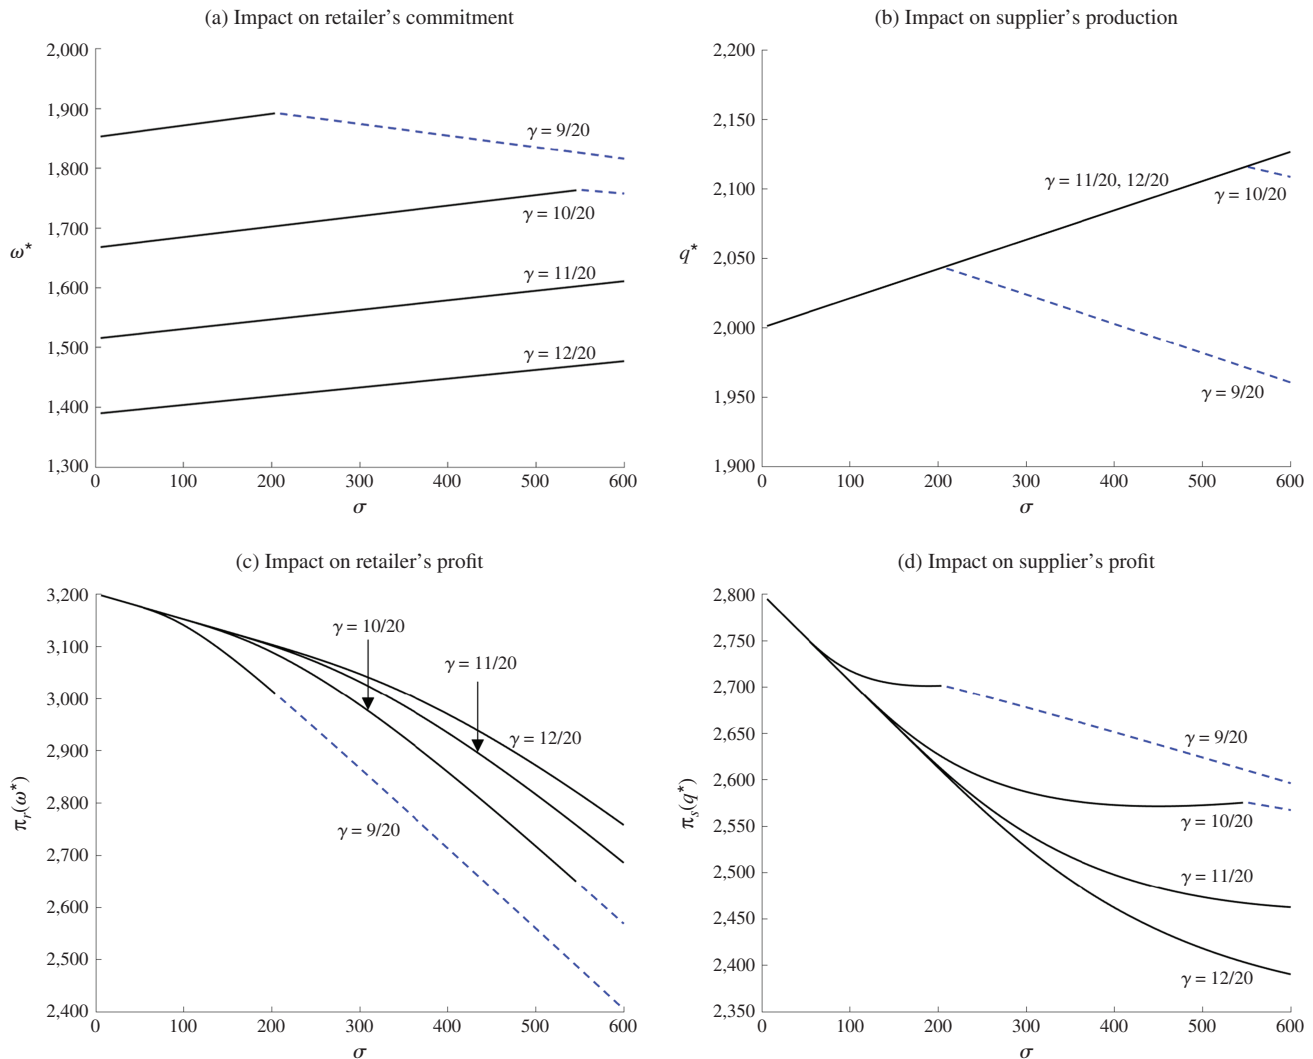 (a) Impact on retailer's commitment
2,000
1,900
1,800
1,700
1,600
1,500
1,400
1,300
ω*
γ = 9/20
γ = 10/20
γ = 11/20
γ = 12/20
0 100 200 300 400 500 600
σ
(b) Impact on supplier's production
2,200
2,150
2,100
2,050
2,000
1,950
1,900
q*
γ = 11/20, 12/20
γ = 10/20
γ = 9/20
0 100 200 300 400 500 600
σ
(c) Impact on retailer's profit
3,200
3,100
3,000
2,900
2,800
2,700
2,600
2,500
2,400
πr(ω*)
γ = 10/20
γ = 11/20
γ = 12/20
γ = 9/20
0 100 200 300 400 500 600
σ
(d) Impact on supplier's profit
2,800
2,750
2,700
2,650
2,600
2,550
2,500
2,450
2,400
2,350
πs(q*)
γ = 9/20
γ = 10/20
γ = 11/20
γ = 12/20
0 100 200 300 400 500 600
σ